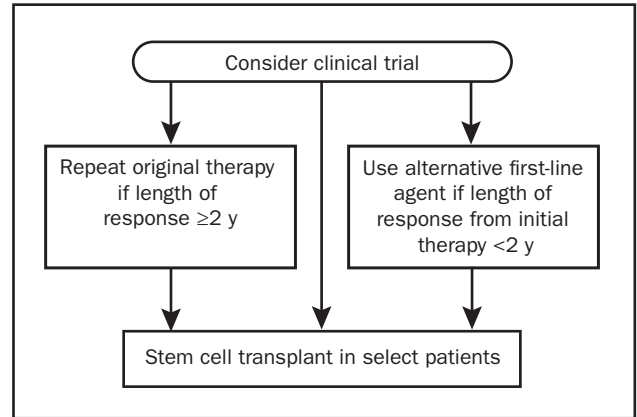 Consider clinical trial
Repeat original therapy
if length of
response ≥2 y
Use alternative first-line
agent if length of
response from initial
therapy <2 y
Stem cell transplant in select patients